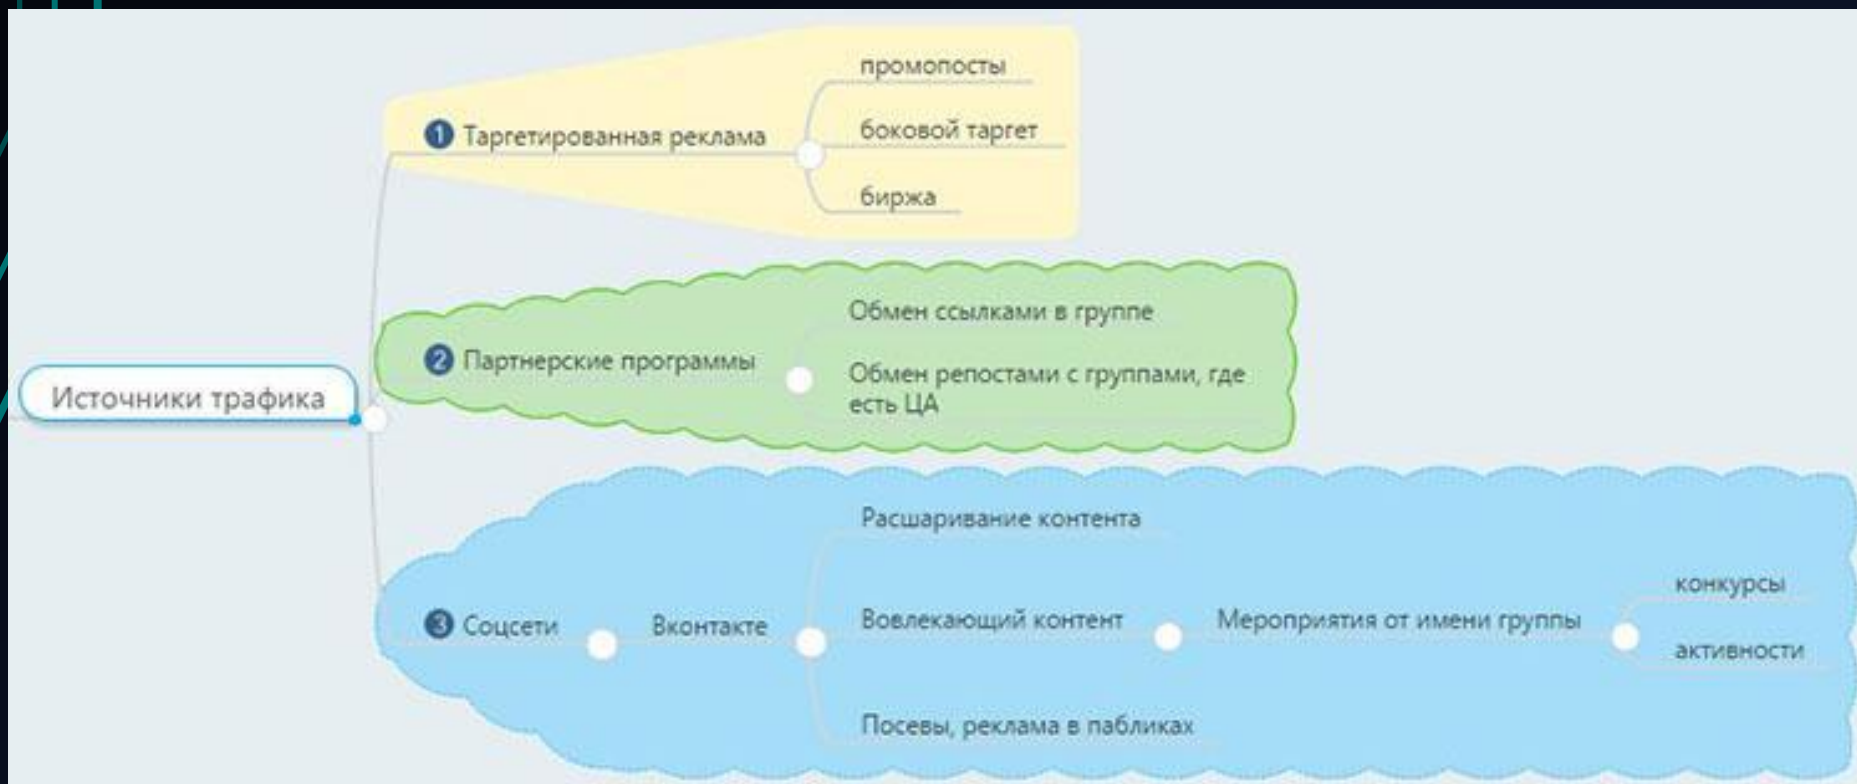 Источники трафика
1 Таргетированная реклама
промопосты
боковой таргет
биржа
2 Партнерские программы
Обмен ссылками в группе
Обмен репостами с группами, где
есть ЦА
3 Соцсети
Вконтакте
Расшаривание контента
Вовлекающий контент
Мероприятия от имени группы
конкурсы
активности
Посевы, реклама в пабликах